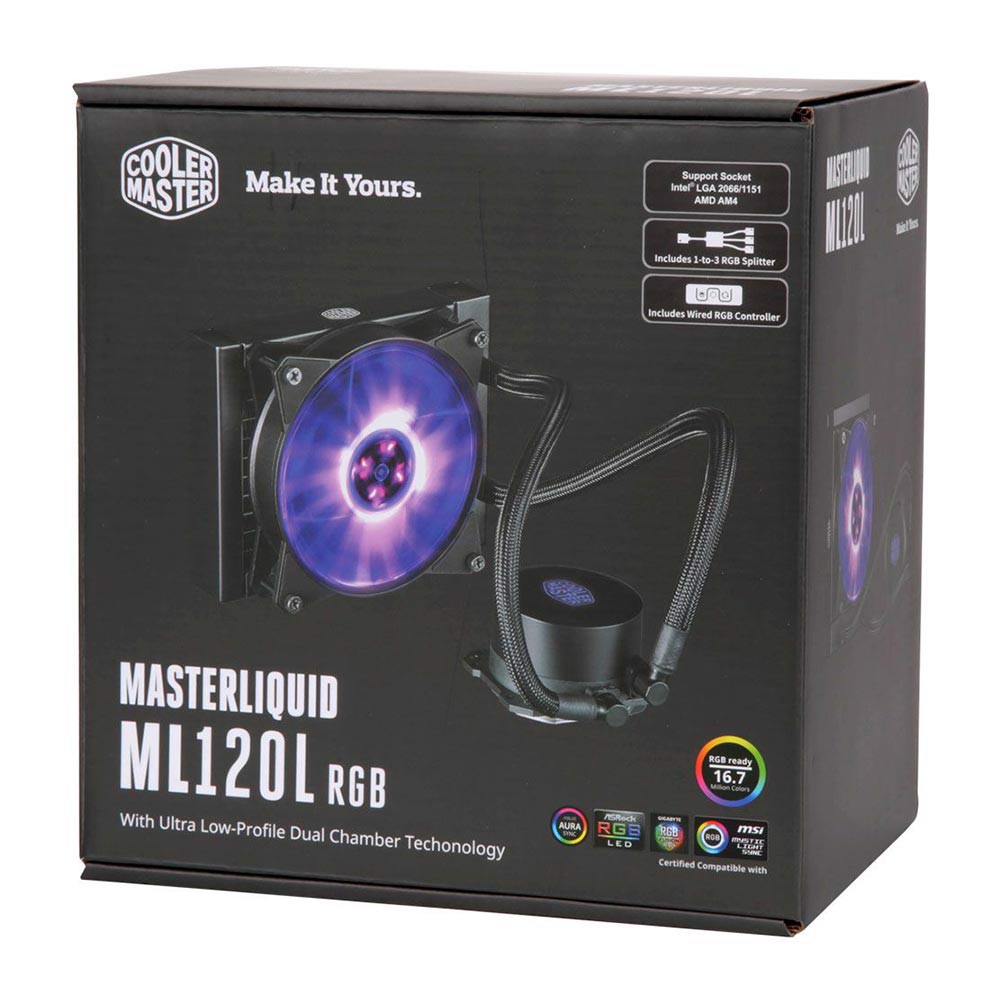 COOLER
MASTER
Make It Yours.
Support Socket
Intel® LGA 2066/1151
AMD AM4
Includes 1-to-3 RGB Splitter
Includes Wired RGB Controller
MASTERLIQUID
ML120L RGB
With Ultra Low-Profile Dual Chamber Techonology
RGB ready
16.7
Million Colors
AURA
SYNC
ASRock
RGB
LED
GIGABYTE
RGB
RGB
msi
MYSTIC
LIGHT
SYNC
Certified Compatible with
MASTERLIQUID
ML120L
COOLER
MASTER
Make It Yours.